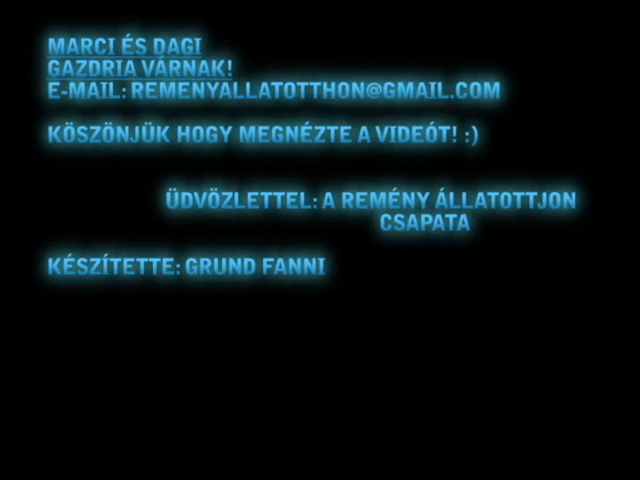 MARCI ÉS DAGI
GAZDRIA VÁRNAK!
E-MAIL: REMENYALLATOTTHON@GMAIL.COM
KÖSZÖNJÜK HOGY MEGNÉZTE A VIDEÓT! :)
ÜDVÖZLETTEL: A REMÉNY ÁLLATOTTJON
CSAPATA
KÉSZÍTETTE: GRUND FANNI